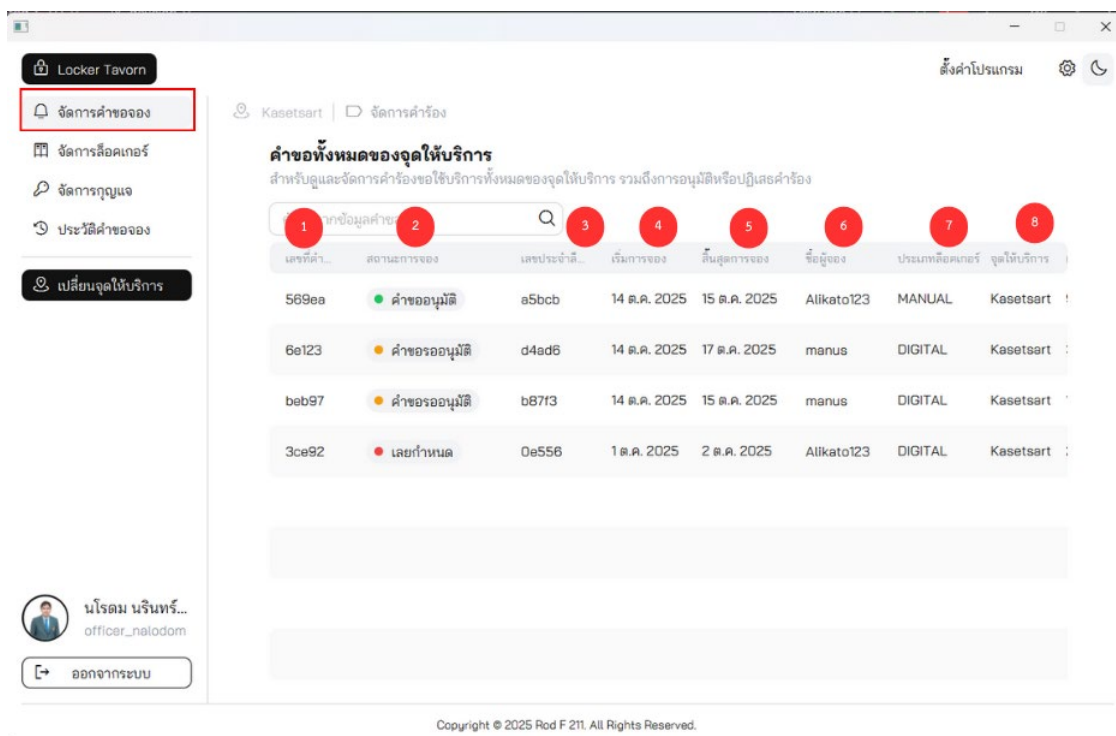 Locker Tavorn
ตั้งค่าโปรแกรม
จัดการคำขอจอง
จัดการล็อคเกอร์
จัดการกุญแจ
ประวัติคำขอจอง
เปลี่ยนจุดให้บริการ
Kasetsart | จัดการคำร้อง
คำขอทั้งหมดของจุดให้บริการ
สำหรับดูและจัดการคำร้องขอใช้บริการทั้งหมดของจุดให้บริการ รวมถึงการอนุมัติหรือปฏิเสธคำร้อง
1 2 3 4 5 6 7 8
เลขที่คำ... สถานะการจอง เลขประจำล็... เริ่มการจอง สิ้นสุดการจอง ชื่อผู้จอง ประเภทล็อคเกอร์ จุดให้บริการ
569ea คำขออนุมัติ a5bcb 14 ต.ค. 2025 15 ต.ค. 2025 Alikato123 MANUAL Kasetsart
6e123 คำขอรออนุมัติ d4ad6 14 ต.ค. 2025 17 ต.ค. 2025 manus DIGITAL Kasetsart
beb97 คำขอรออนุมัติ b87f3 14 ต.ค. 2025 15 ต.ค. 2025 manus DIGITAL Kasetsart
3ce92 เลยกำหนด 0e556 1 ต.ค. 2025 2 ต.ค. 2025 Alikato123 DIGITAL Kasetsart
นโรดม นรินทร์...
officer_nalodom
ออกจากระบบ
Copyright © 2025 Rod F 211. All Rights Reserved.